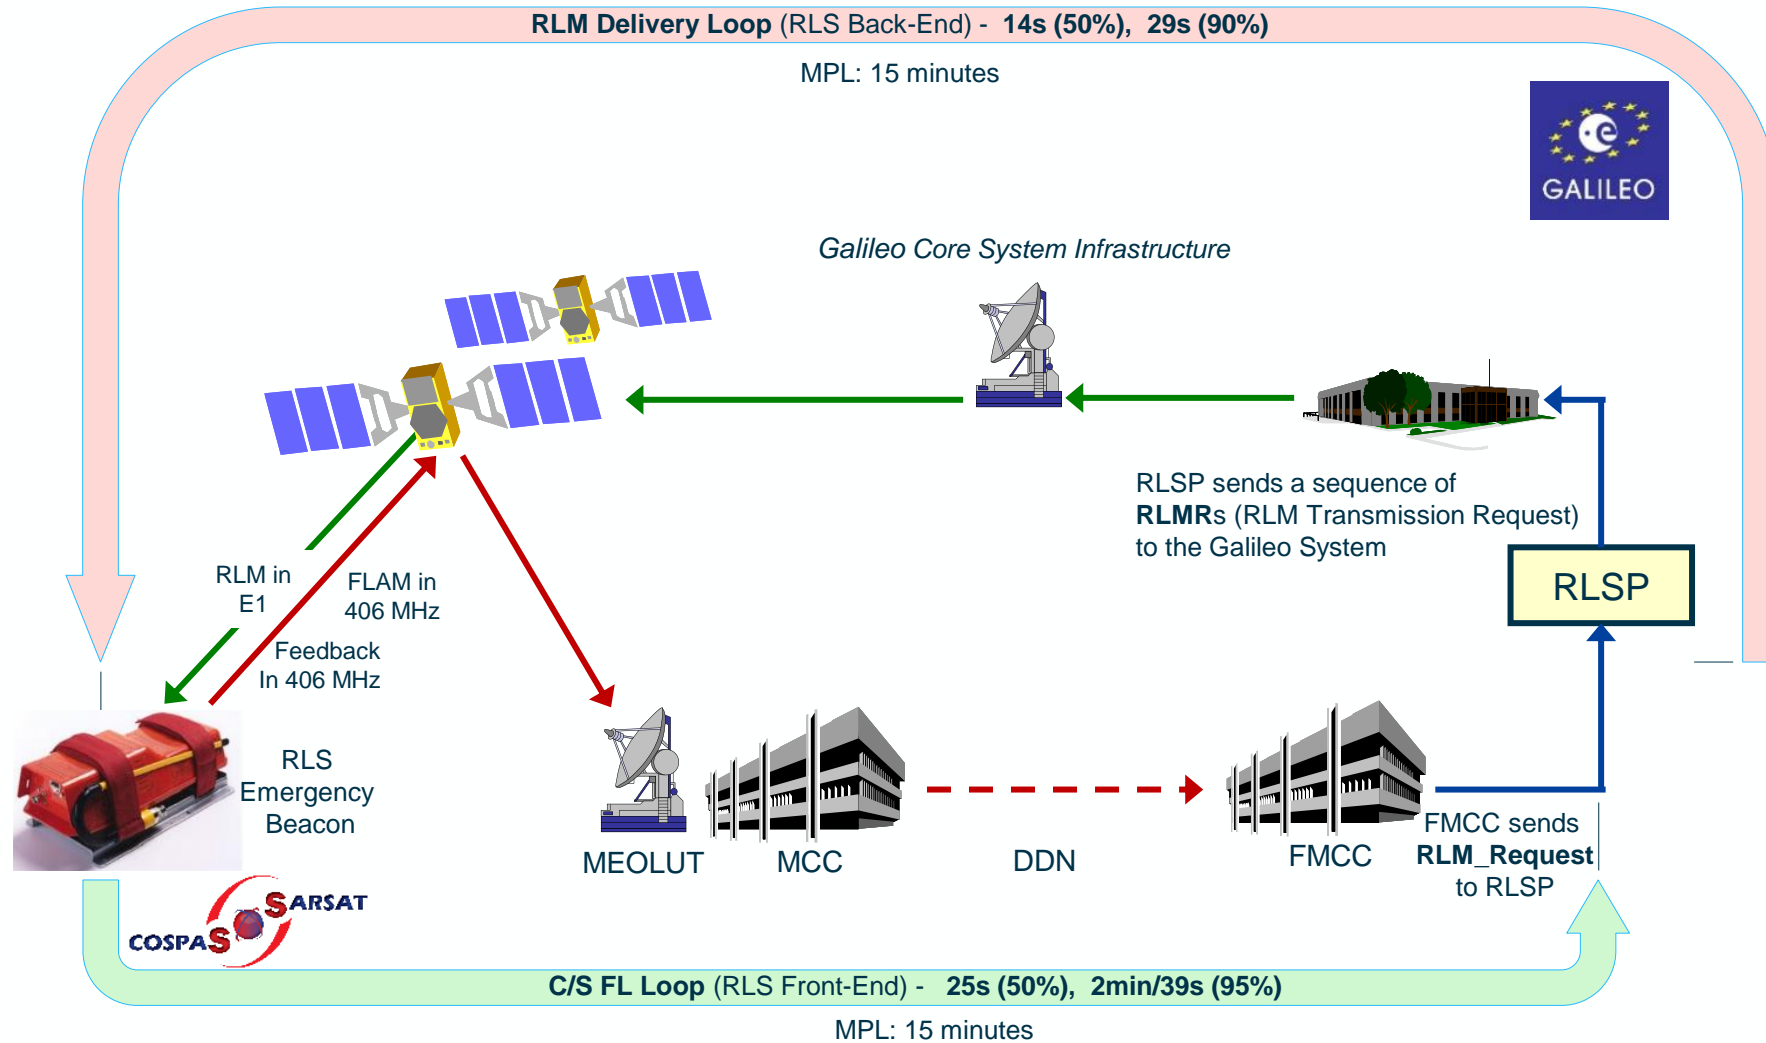 RLM Delivery Loop (RLS Back-End) - 14s (50%), 29s (90%)
MPL: 15 minutes
GALILEO
Galileo Core System Infrastructure
RLSP sends a sequence of
RLMRs (RLM Transmission Request)
to the Galileo System
RLSP
RLM in
E1
FLAM in
406 MHz
Feedback
In 406 MHz
RLS
Emergency
Beacon
MEOLUT
MCC
DDN
FMCC
FMCC sends
RLM_Request
to RLSP
COSPAS SARSAT
C/S FL Loop (RLS Front-End) - 25s (50%), 2min/39s (95%)
MPL: 15 minutes